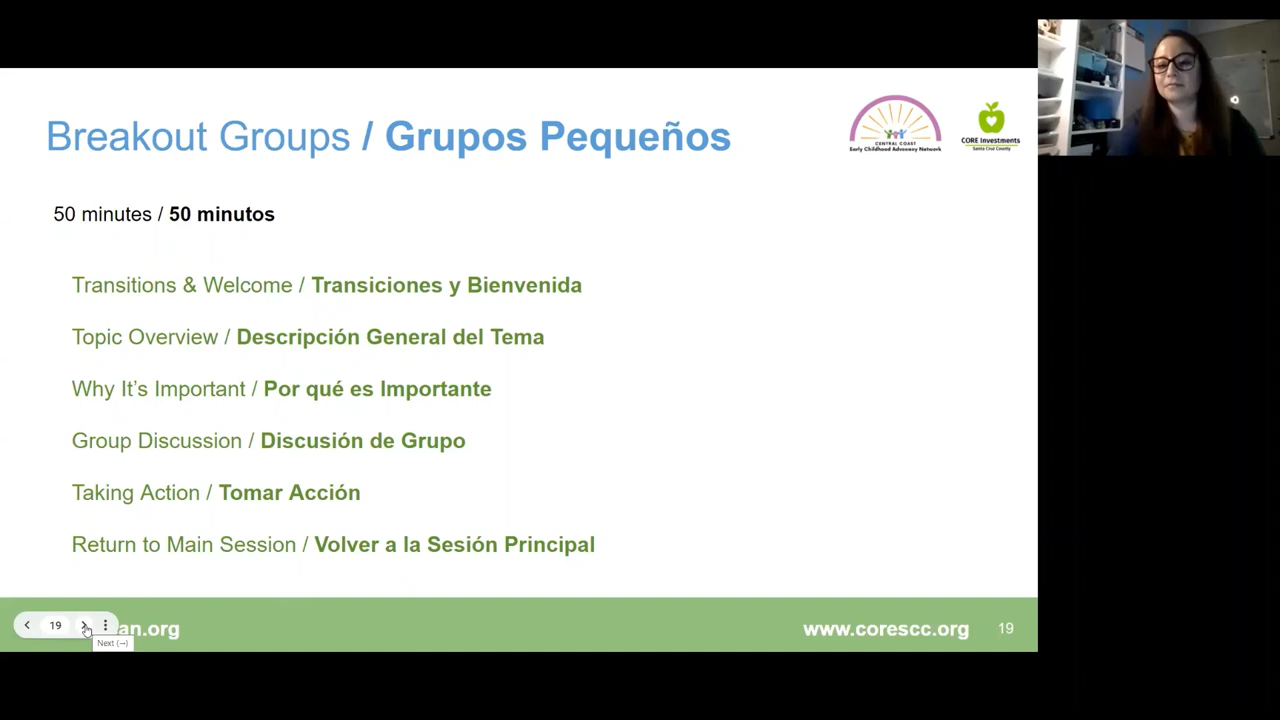 Breakout Groups / Grupos Pequeños
CENTRAL COAST
Early Childhood Advocacy Network
CORE Investments
Santa Cruz County
50 minutes / 50 minutos
Transitions & Welcome / Transiciones y Bienvenida
Topic Overview / Descripción General del Tema
Why It’s Important / Por qué es Importante
Group Discussion / Discusión de Grupo
Taking Action / Tomar Acción
Return to Main Session / Volver a la Sesión Principal
19
an.org
www.corescc.org
19
Next (→)